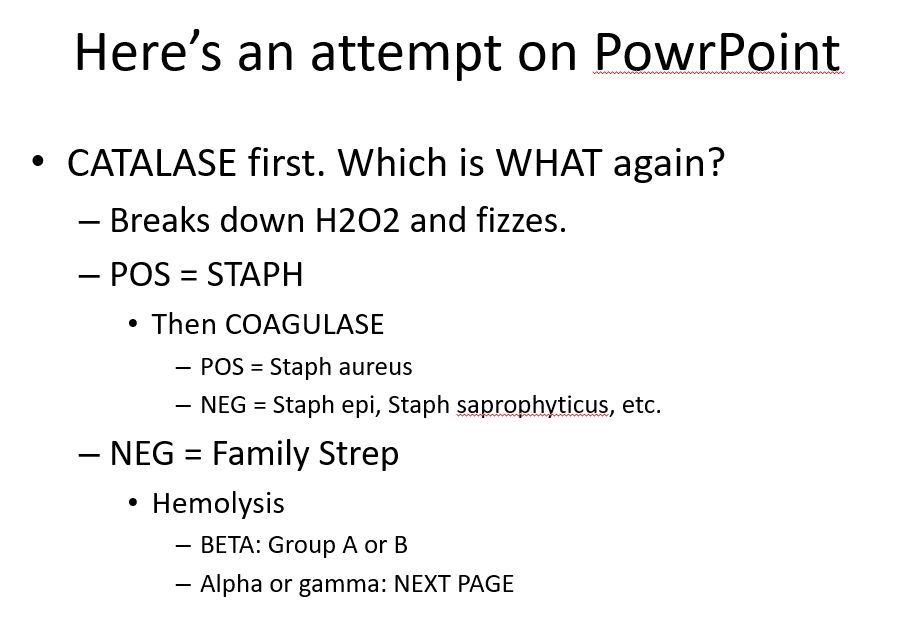 Here’s an attempt on PowrPoint
• CATALASE first. Which is WHAT again?
– Breaks down H2O2 and fizzes.
– POS = STAPH
• Then COAGULASE
– POS = Staph aureus
– NEG = Staph epi, Staph saprophyticus, etc.
– NEG = Family Strep
• Hemolysis
– BETA: Group A or B
– Alpha or gamma: NEXT PAGE